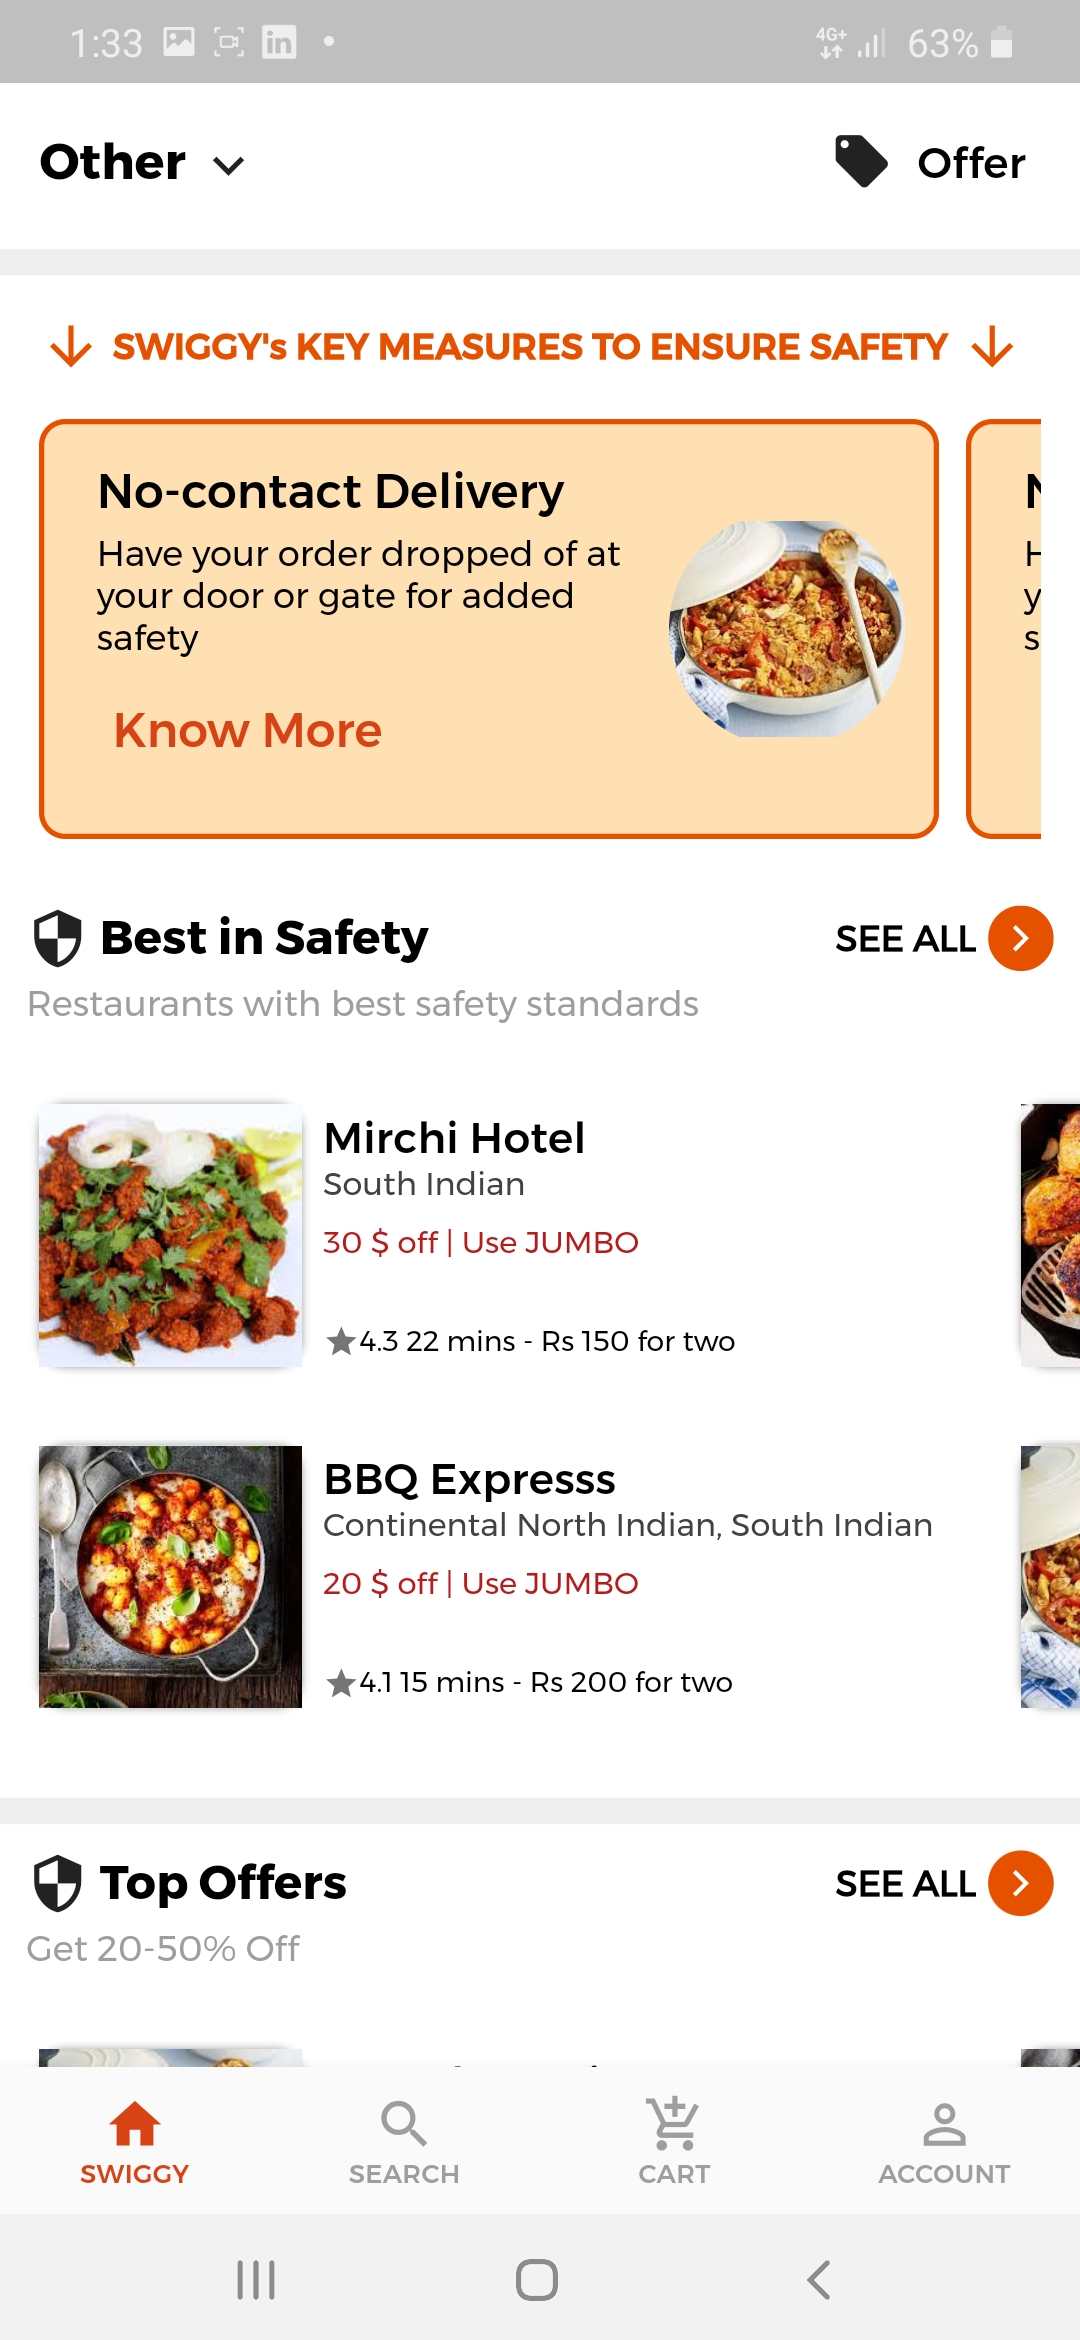 1:33
4G+ 63%
Other
Offer
SWIGGY's KEY MEASURES TO ENSURE SAFETY
No-contact Delivery
Have your order dropped of at
your door or gate for added
safety
Know More
H
y
s
Best in Safety
SEE ALL
Restaurants with best safety standards
Mirchi Hotel
South Indian
30 $ off | Use JUMBO
4.3 22 mins - Rs 150 for two
BBQ Expresss
Continental North Indian, South Indian
20 $ off | Use JUMBO
4.1 15 mins - Rs 200 for two
Top Offers
SEE ALL
Get 20-50% Off
SWIGGY
SEARCH
CART
ACCOUNT